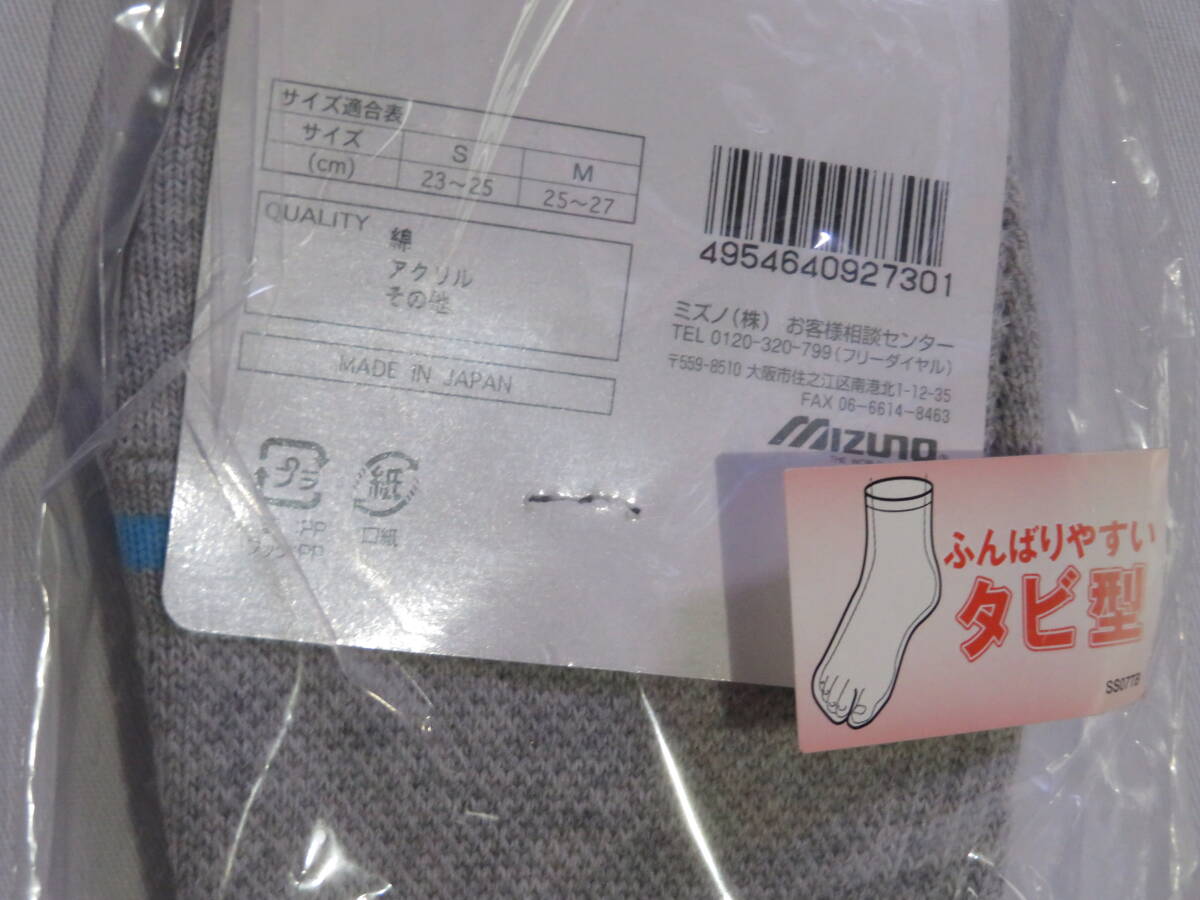 サイズ適合表
サイズ S M
(cm) 23～25 25～27
QUALITY 綿
アクリル
その他
MADE IN JAPAN
プラ 紙
:PP 口紙
PP
4954640927301
ミズノ(株) お客様相談センター
TEL 0120-320-799(フリーダイヤル)
〒559-8510 大阪市住之江区南港北1-12-35
FAX 06-6614-8463
MIZUNO
ふんばりやすい
タビ型
SS07TB